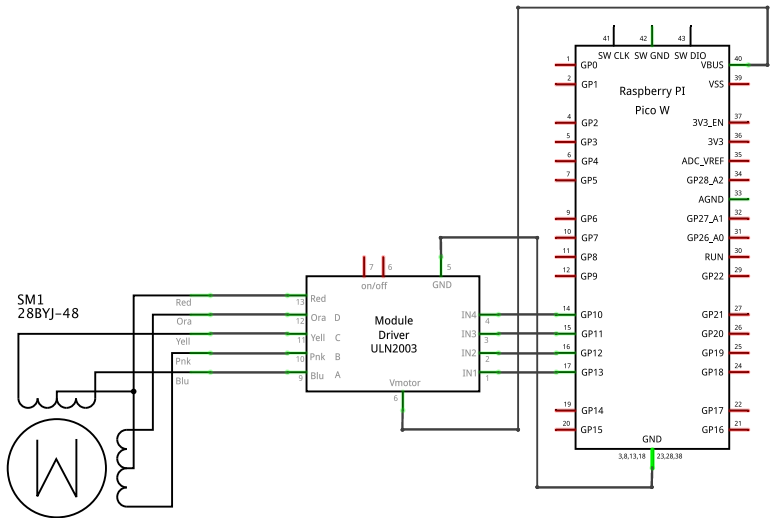 41
42
43
SW CLK
SW GND
SW DIO
1
GP0
VBUS
40
2
GP1
VSS
39
Raspberry PI
Pico W
4
GP2
3V3_EN
37
5
GP3
3V3
36
6
GP4
ADC_VREF
35
7
GP5
GP28_A2
34
AGND
33
9
GP6
GP27_A1
32
10
GP7
GP26_A0
31
11
GP8
RUN
30
12
GP9
GP22
29
14
GP10
GP21
27
15
GP11
GP20
26
16
GP12
GP19
25
17
GP13
GP18
24
19
GP14
GP17
22
20
GP15
GP16
21
GND
3,8,13,18
23,28,38
7
6
5
on/off
GND
Module
Driver
ULN2003
13
Red
12
Ora D
11
Yell C
10
Pnk B
9
Blu A
IN4
4
IN3
3
IN2
2
IN1
1
Vmotor
6
SM1
28BYJ-48
Red
Ora
Yell
Pnk
Blu